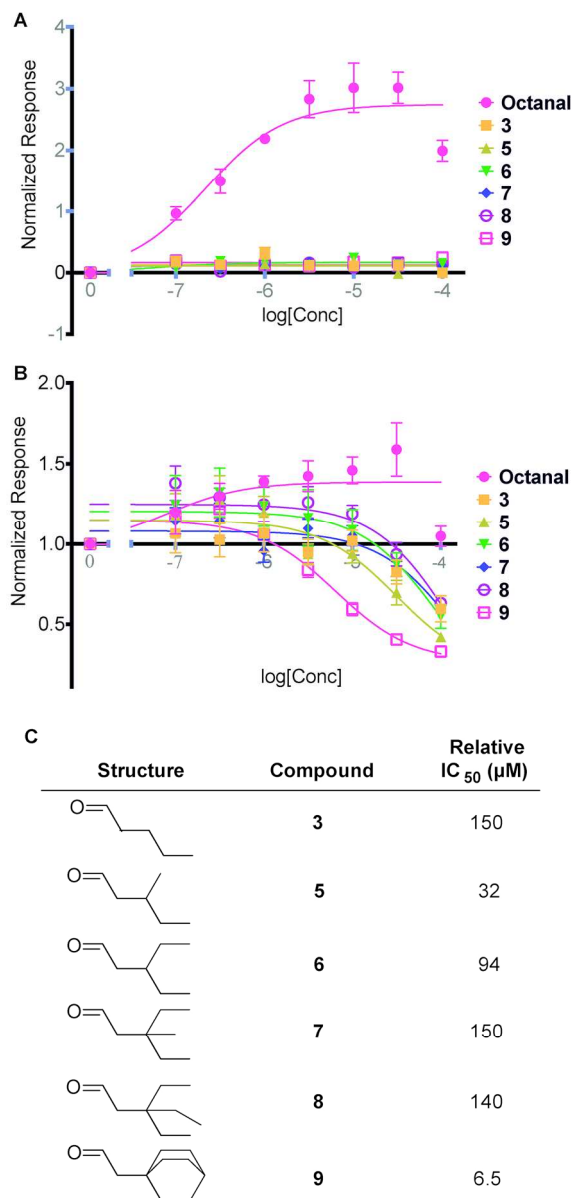 A
Normalized Response
4
3
2
1
0
-1
0
-7
-6
-5
-4
log[Conc]
Octanal
3
5
6
7
8
9
B
Normalized Response
2.0
1.5
1.0
0.5
0
-7
-6
-5
-4
log[Conc]
Octanal
3
5
6
7
8
9
C
Structure Compound Relative IC 50 (µM)
O 3 150
O 5 32
O 6 94
O 7 150
O 8 140
O 9 6.5